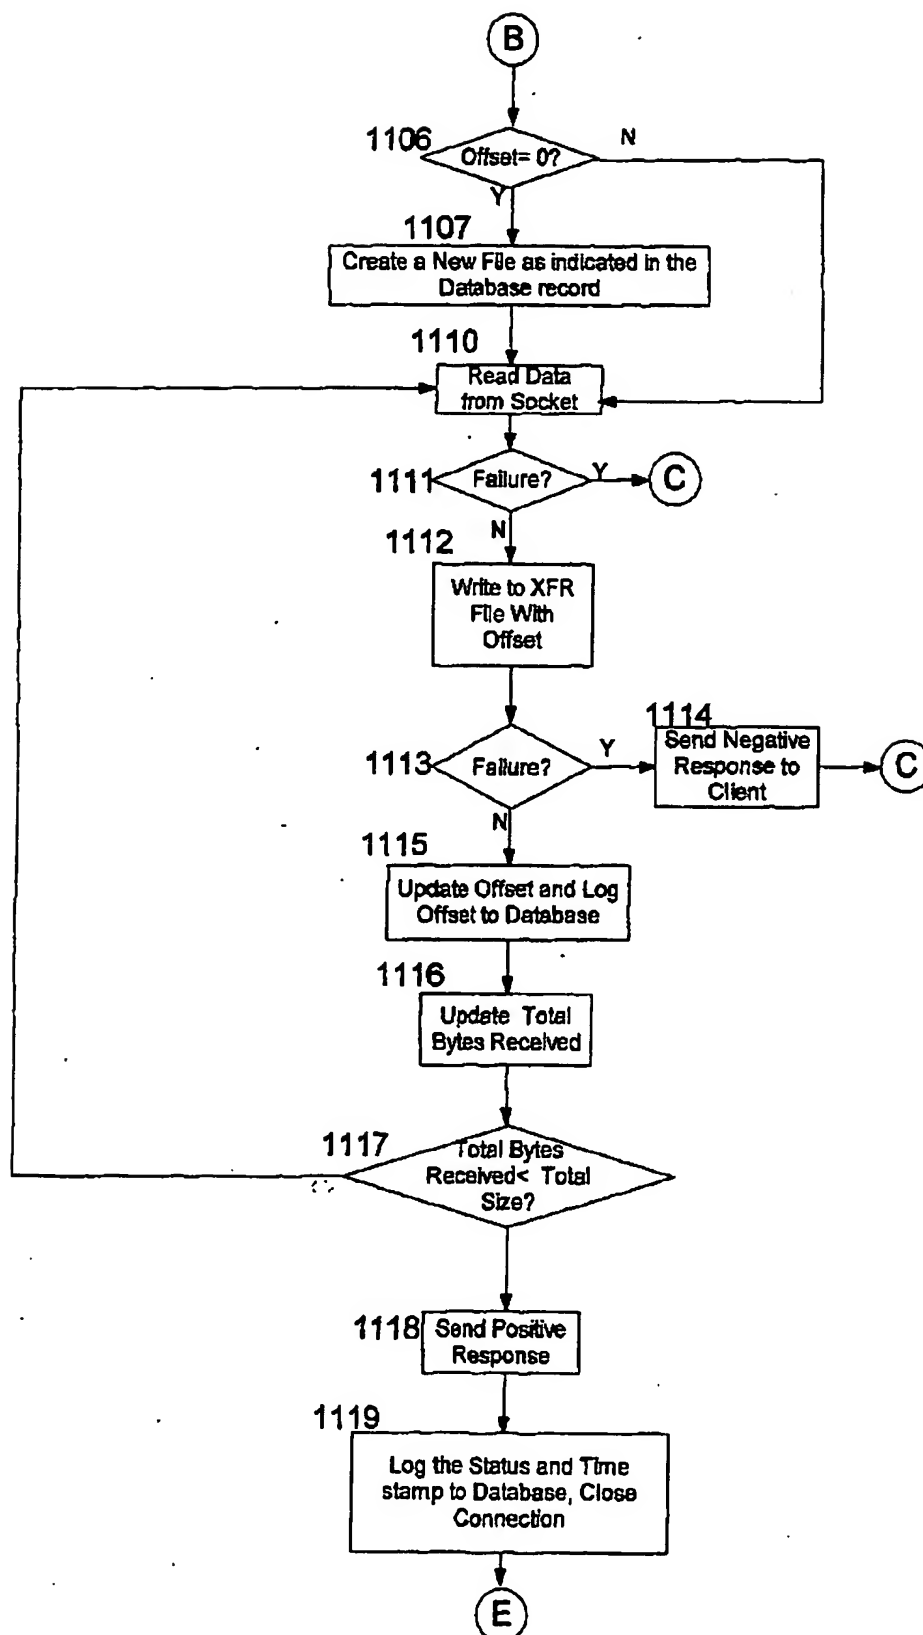 B
1106
Offset= 0?
N
Y
1107
Create a New File as indicated in the
Database record
1110
Read Data
from Socket
1111
Failure?
Y
C
N
1112
Write to XFR
File With
Offset
1113
Failure?
Y
1114
Send Negative
Response to
Client
C
N
1115
Update Offset and Log
Offset to Database
1116
Update Total
Bytes Received
1117
Total Bytes
Received< Total
Size?
1118
Send Positive
Response
1119
Log the Status and Time
stamp to Database, Close
Connection
E